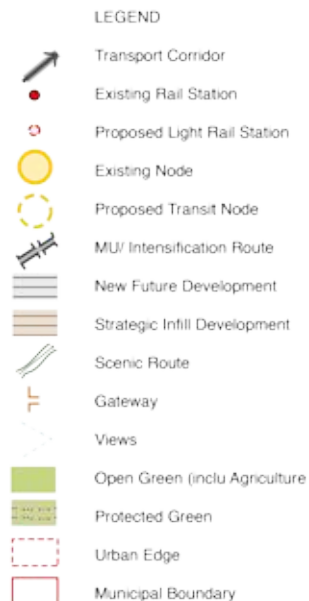 LEGEND
Transport Corridor
Existing Rail Station
Proposed Light Rail Station
Existing Node
Proposed Transit Node
MU/ Intensification Route
New Future Development
Strategic Infill Development
Scenic Route
Gateway
Views
Open Green (inclu Agriculture
Protected Green
Urban Edge
Municipal Boundary